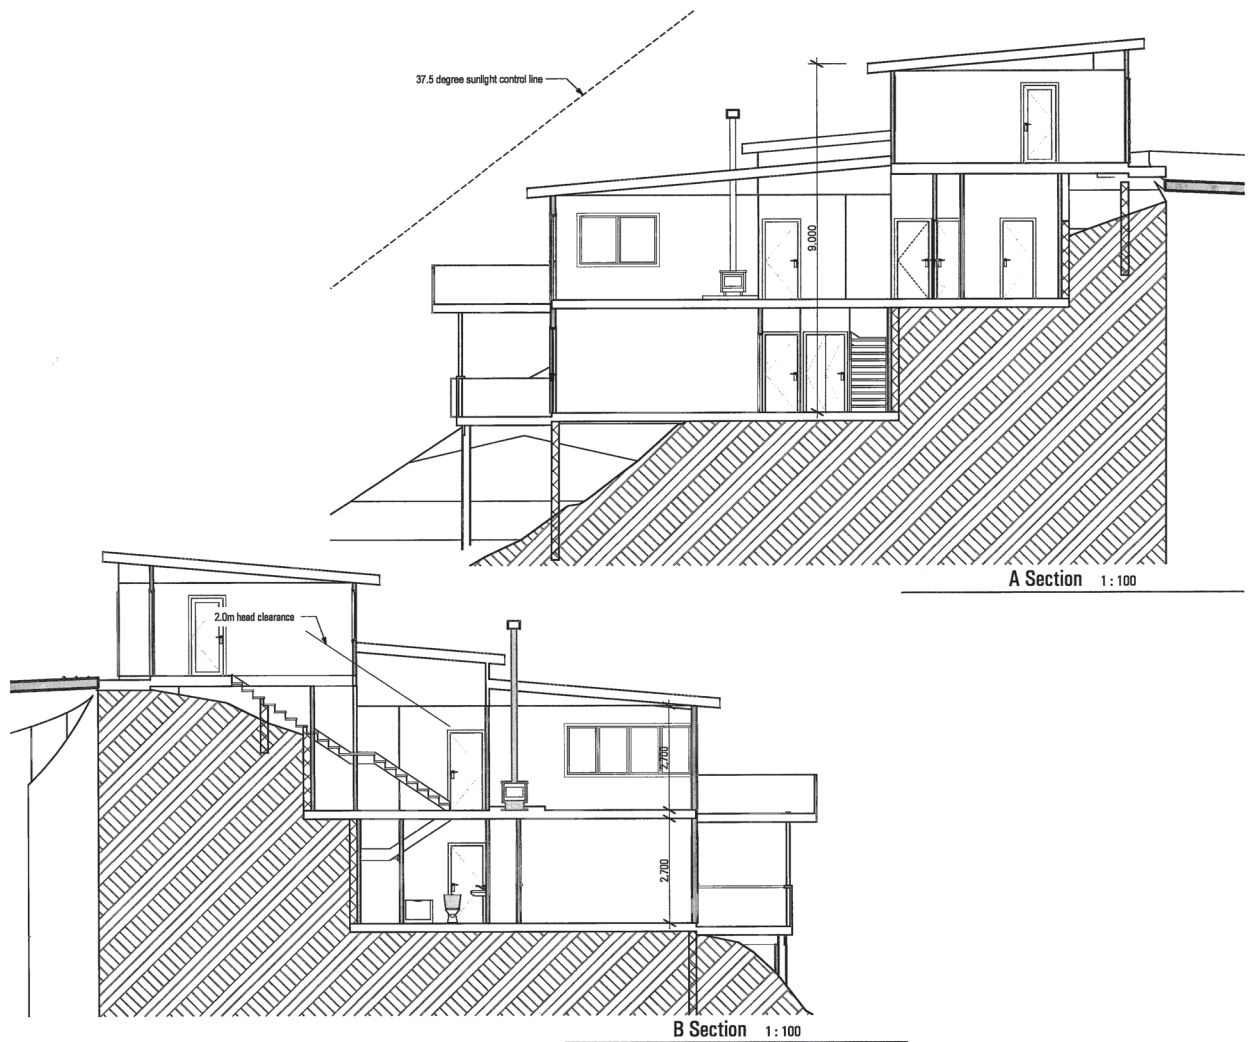 37.5 degree sunlight control line
9.000
A Section 1 : 100
2.0m head clearance
2.700
2.700
B Section 1 : 100